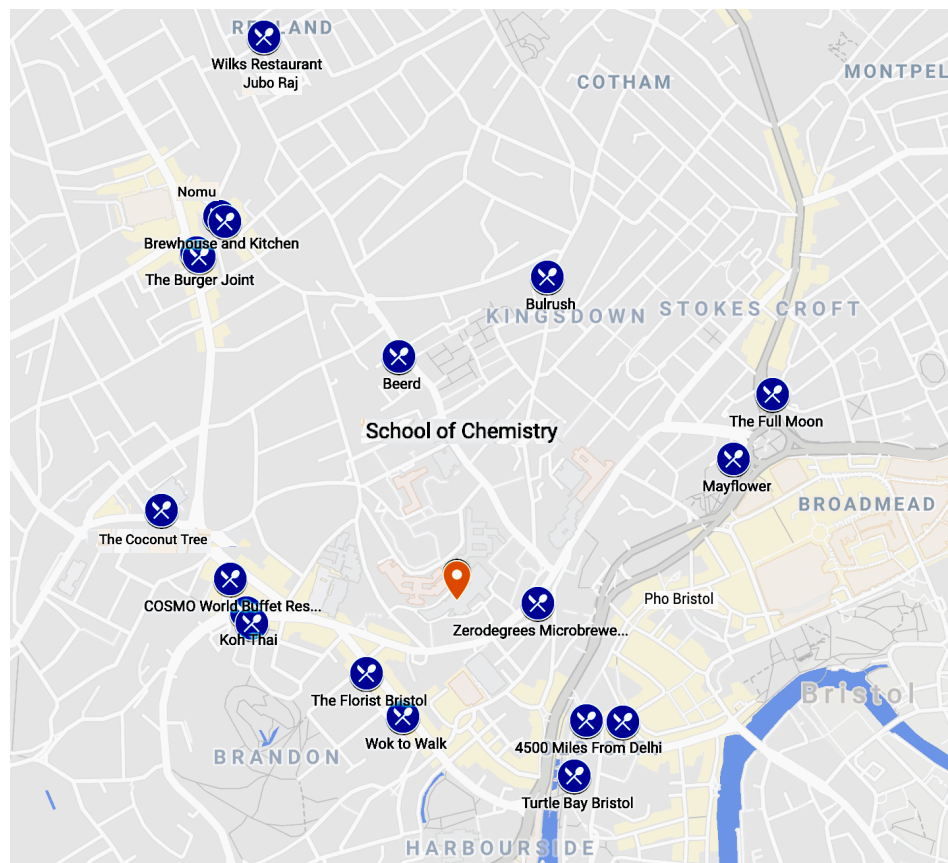 REDLAND
Wilks Restaurant
Jubo Raj
COTHAM
MONTPEL
Nomu
Brewhouse and Kitchen
The Burger Joint
Bulrush
KINGSDOWN
STOKES CROFT
Beerd
The Full Moon
School of Chemistry
Mayflower
BROADMEAD
The Coconut Tree
COSMO World Buffet Res...
Koh Thai
Pho Bristol
Zerodegrees Microbrewe...
The Florist Bristol
Bristol
Wok to Walk
4500 Miles From Delhi
BRANDON
Turtle Bay Bristol
HARBOURSIDE